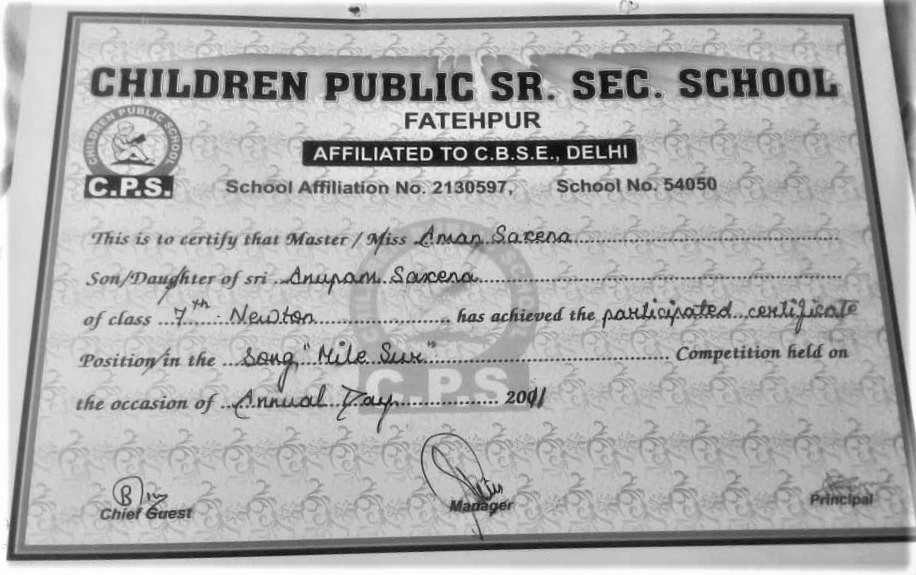 CHILDREN PUBLIC SR. SEC. SCHOOL
FATEHPUR
AFFILIATED TO C.B.S.E., DELHI
School Affiliation No. 2130597, School No. 54050
CHILDREN PUBLIC SCHOOL
C.P.S.
This is to certify that Master / Miss Aman Saxena
Son/Daughter of sri Anupam Saxena
of class 7th Newton has achieved the participated certificate
Position in the Song "Mile Sur" Competition held on
the occasion of Annual Day 2011
SCHOOL
C.P.S
Chief Guest
Manager
Principal